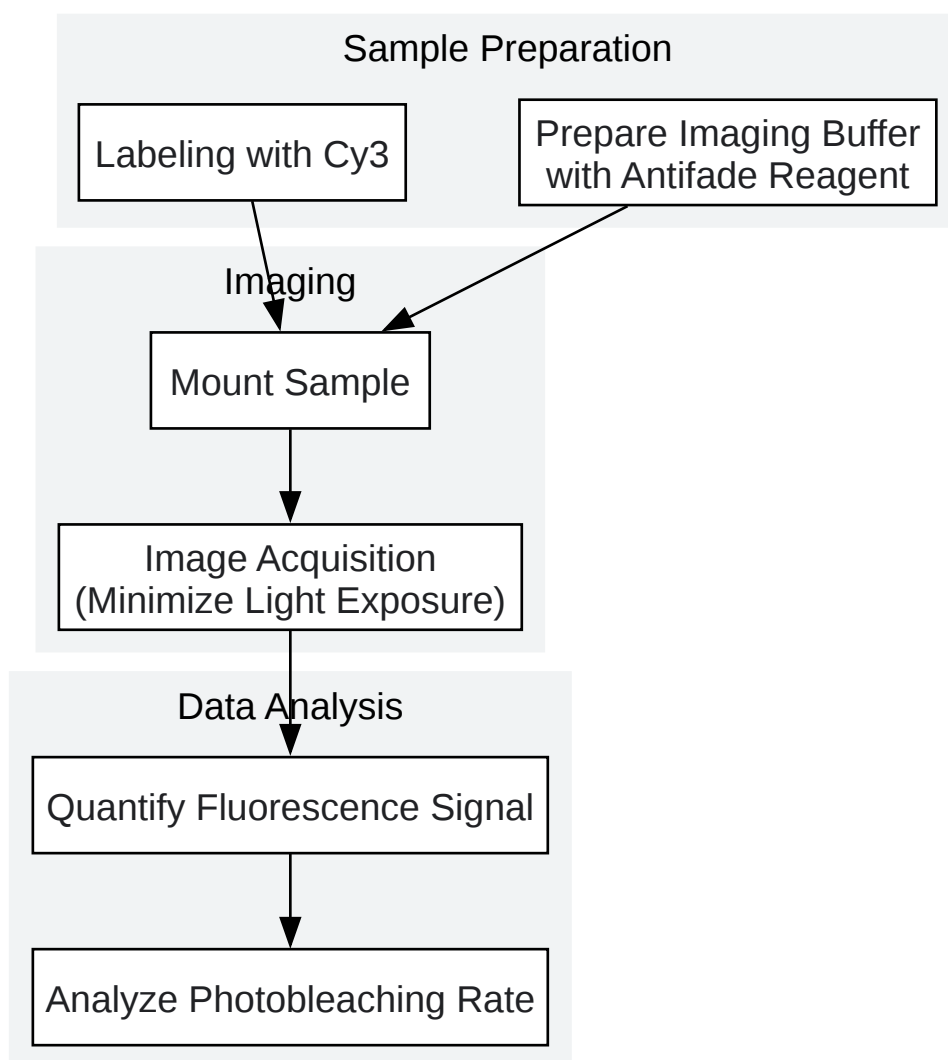 Sample Preparation
Labeling with Cy3
Prepare Imaging Buffer
with Antifade Reagent
Imaging
Mount Sample
Image Acquisition
(Minimize Light Exposure)
Data Analysis
Quantify Fluorescence Signal
Analyze Photobleaching Rate